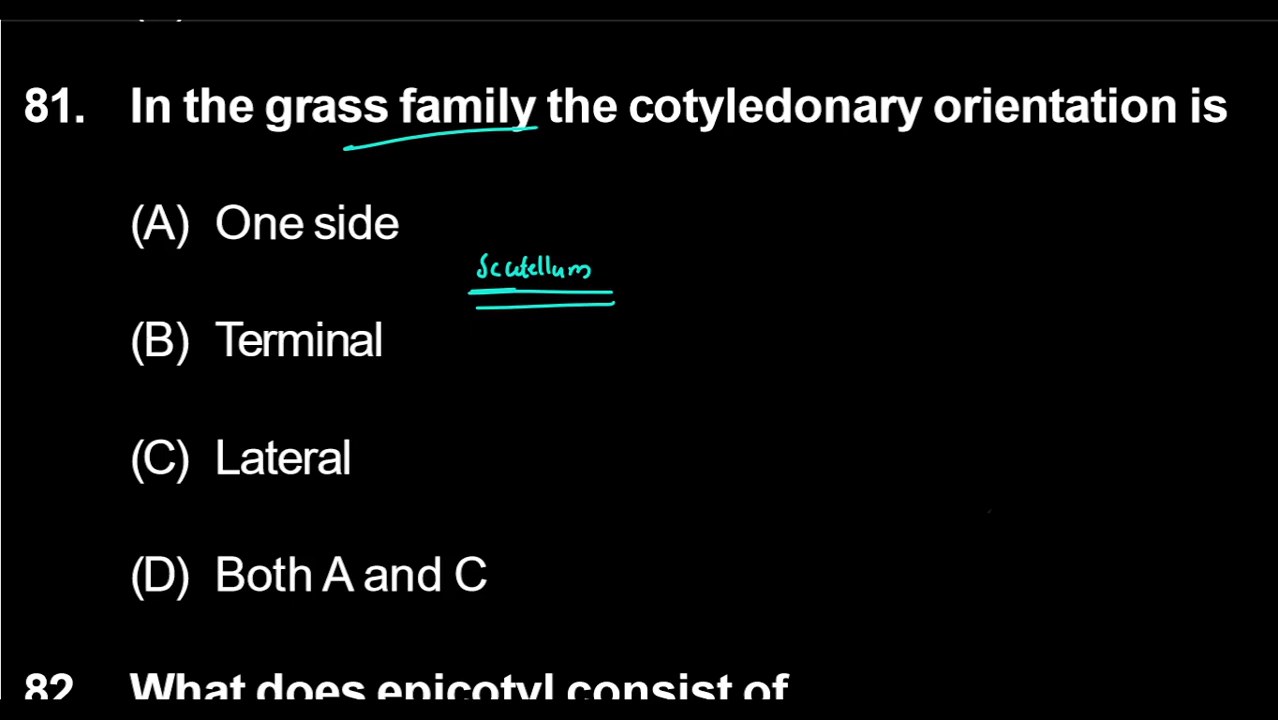 81. In the grass family the cotyledonary orientation is
(A) One side
Scutellum
(B) Terminal
(C) Lateral
(D) Both A and C
82 What does epicotyl consist of